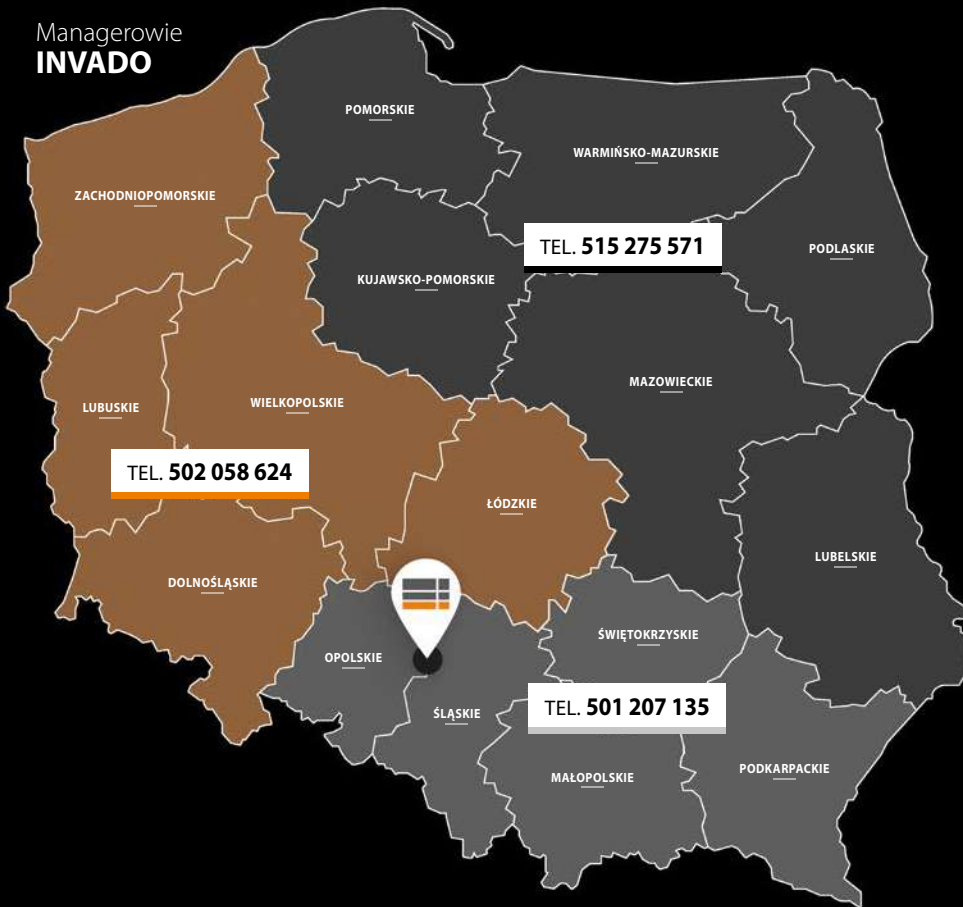 Managerowie
INVADO
POMORSKIE
WARMIŃSKO-MAZURSKIE
ZACHODNIOPOMORSKIE
TEL. 515 275 571
PODLASKIE
KUJAWSKO-POMORSKIE
MAZOWIECKIE
LUBUSKIE
WIELKOPOLSKIE
TEL. 502 058 624
ŁÓDZKIE
LUBELSKIE
DOLNOŚLĄSKIE
ŚWIĘTOKRZYSKIE
OPOLSKIE
ŚLĄSKIE
TEL. 501 207 135
MAŁOPOLSKIE
PODKARPACKIE